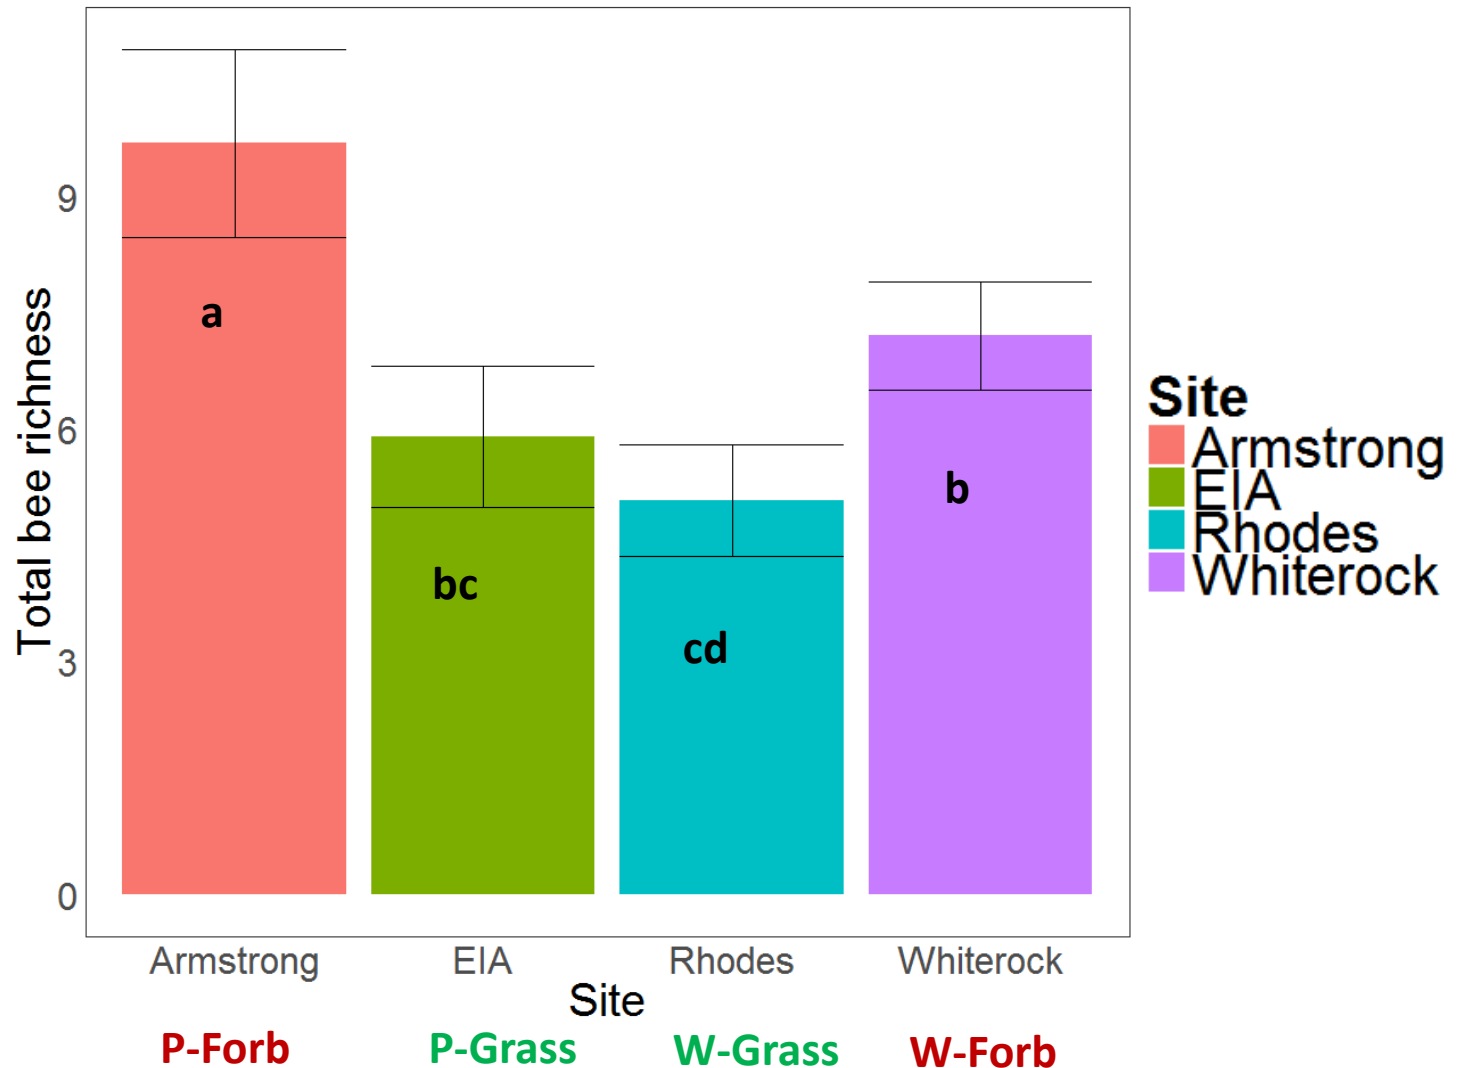 Total bee richness
9
6
3
0
a
bc
cd
b
Armstrong
EIA
Rhodes
Whiterock
Site
P-Forb
P-Grass
W-Grass
W-Forb
Site
Armstrong
EIA
Rhodes
Whiterock